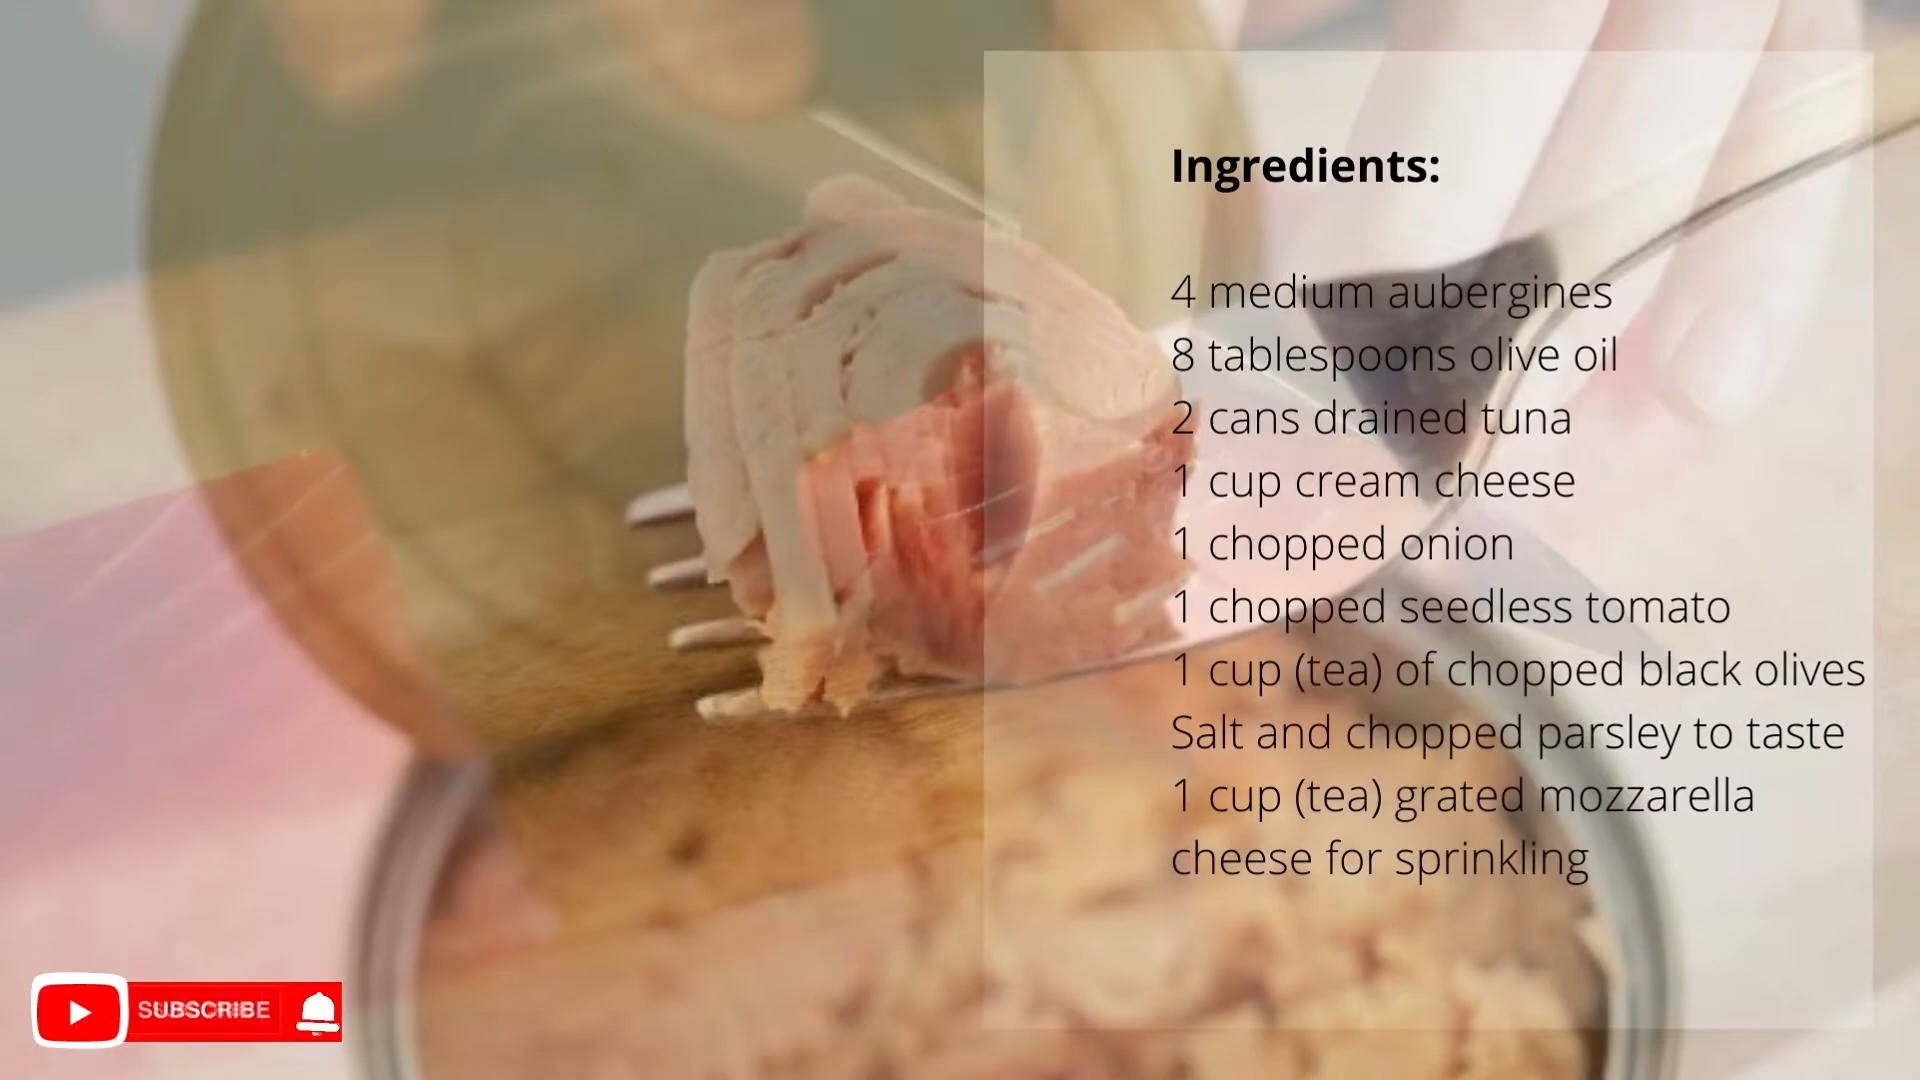 Ingredients:
4 medium aubergines
8 tablespoons olive oil
2 cans drained tuna
1 cup cream cheese
1 chopped onion
1 chopped seedless tomato
1 cup (tea) of chopped black olives
Salt and chopped parsley to taste
1 cup (tea) grated mozzarella
cheese for sprinkling
SUBSCRIBE